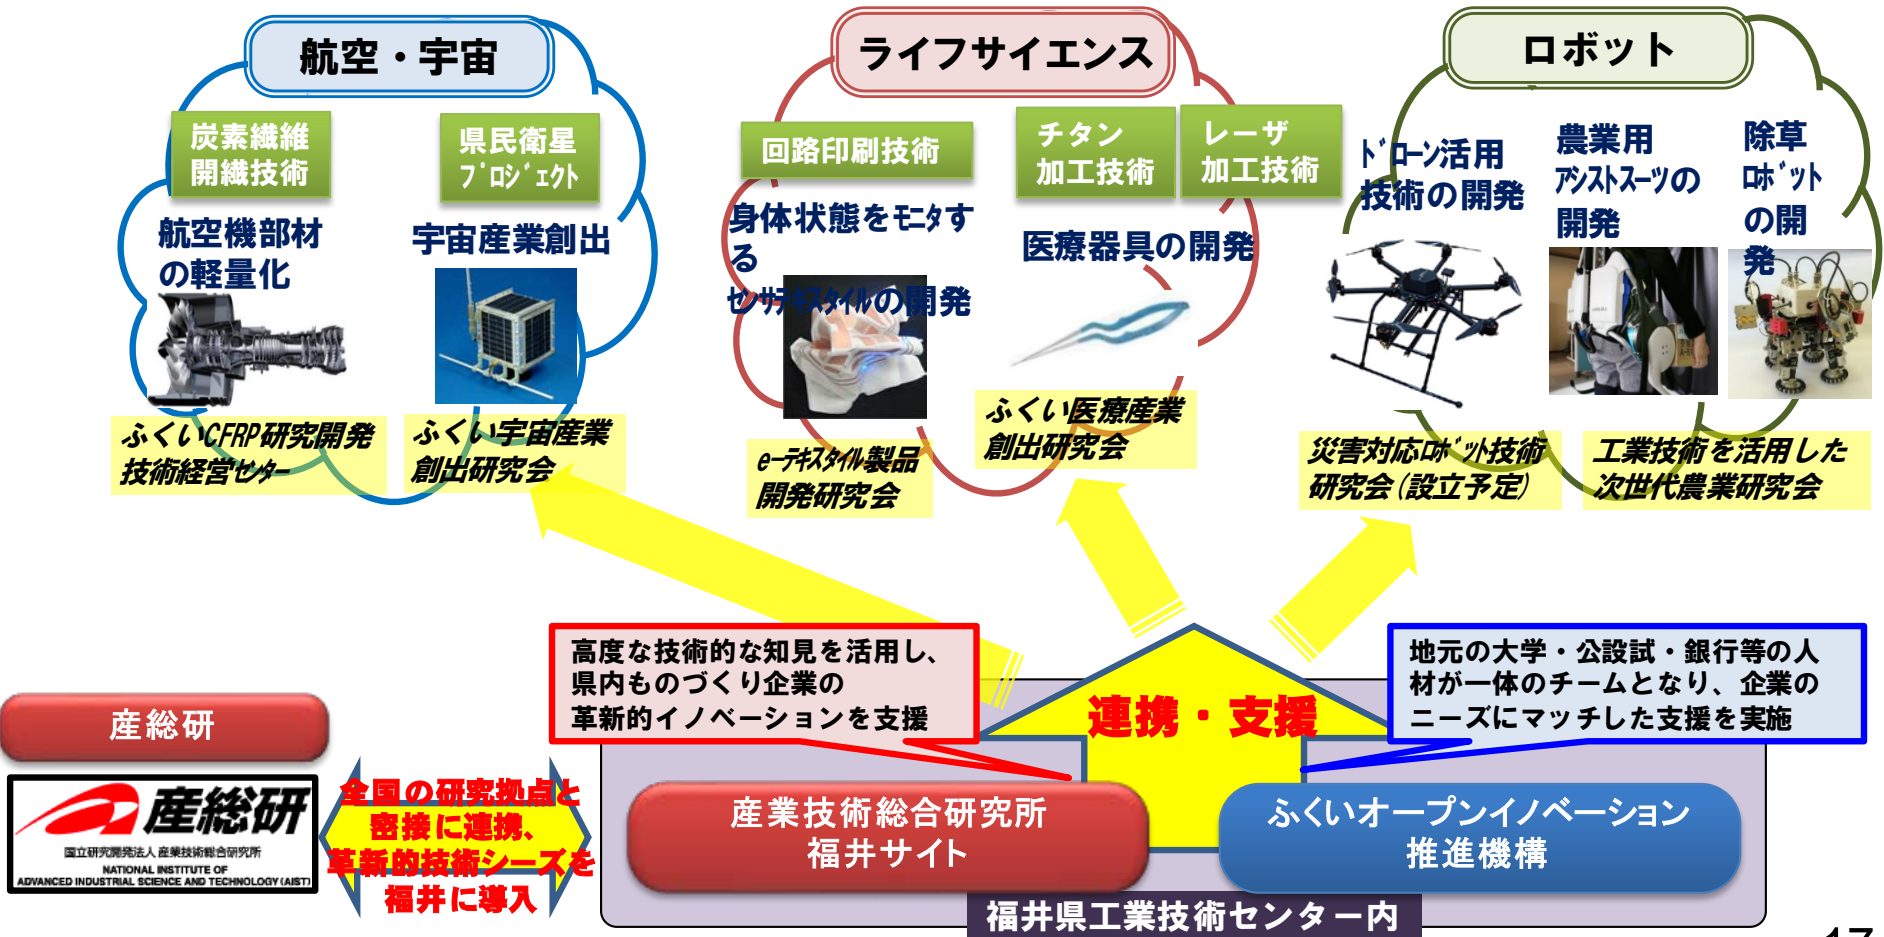 航空・宇宙
炭素繊維
開繊技術
県民衛星
ﾌﾟﾛｼﾞｪｸﾄ
航空機部材
の軽量化
宇宙産業創出
ふくいCFRP研究開発
技術経営ｾﾝﾀｰ
ふくい宇宙産業
創出研究会
ライフサイエンス
回路印刷技術
チタン
加工技術
レーザ
加工技術
身体状態をﾓﾆﾀす
る
ｾﾝｻﾃｷｽﾀｲﾙの開発
医療器具の開発
e-ﾃｷｽﾀｲﾙ製品
開発研究会
ふくい医療産業
創出研究会
ロボット
ﾄﾞﾛｰﾝ活用
技術の開発
農業用
ｱｼｽﾄｽｰﾂの
開発
除草
ﾛﾎﾞｯﾄ
の開
発
災害対応ﾛﾎﾞｯﾄ技術
研究会(設立予定)
工業技術を活用した
次世代農業研究会
高度な技術的な知見を活用し、
県内ものづくり企業の
革新的イノベーションを支援
連携・支援
地元の大学・公設試・銀行等の人
材が一体のチームとなり、企業の
ニーズにマッチした支援を実施
産総研
産総研
国立研究開発法人 産業技術総合研究所
NATIONAL INSTITUTE OF
ADVANCED INDUSTRIAL SCIENCE AND TECHNOLOGY (AIST)
全国の研究拠点と
密接に連携、
革新的技術シーズを
福井に導入
産業技術総合研究所
福井サイト
ふくいオープンイノベーション
推進機構
福井県工業技術センター内
17